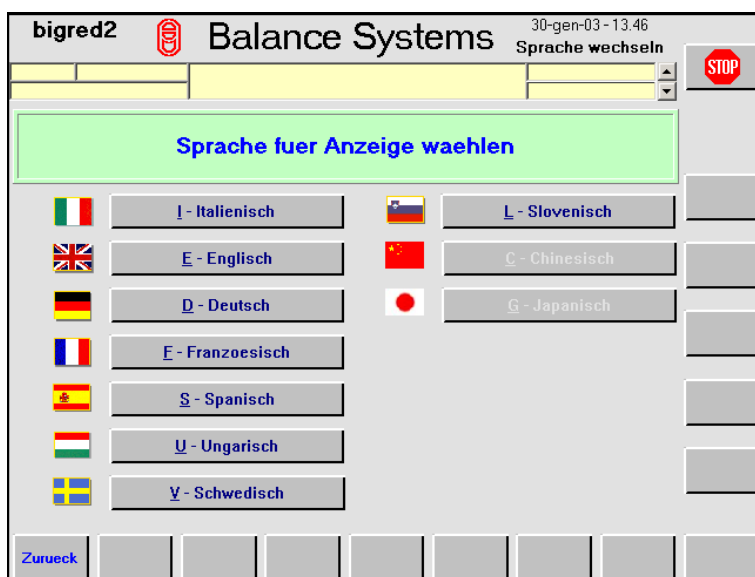 bigred2
Balance Systems
30-gen-03 - 13.46
Sprache wechseln
STOP
Sprache fuer Anzeige waehlen
I - Italienisch
L - Slovenisch
E - Englisch
C - Chinesisch
D - Deutsch
G - Japanisch
F - Franzoesisch
S - Spanisch
U - Ungarisch
V - Schwedisch
Zurueck